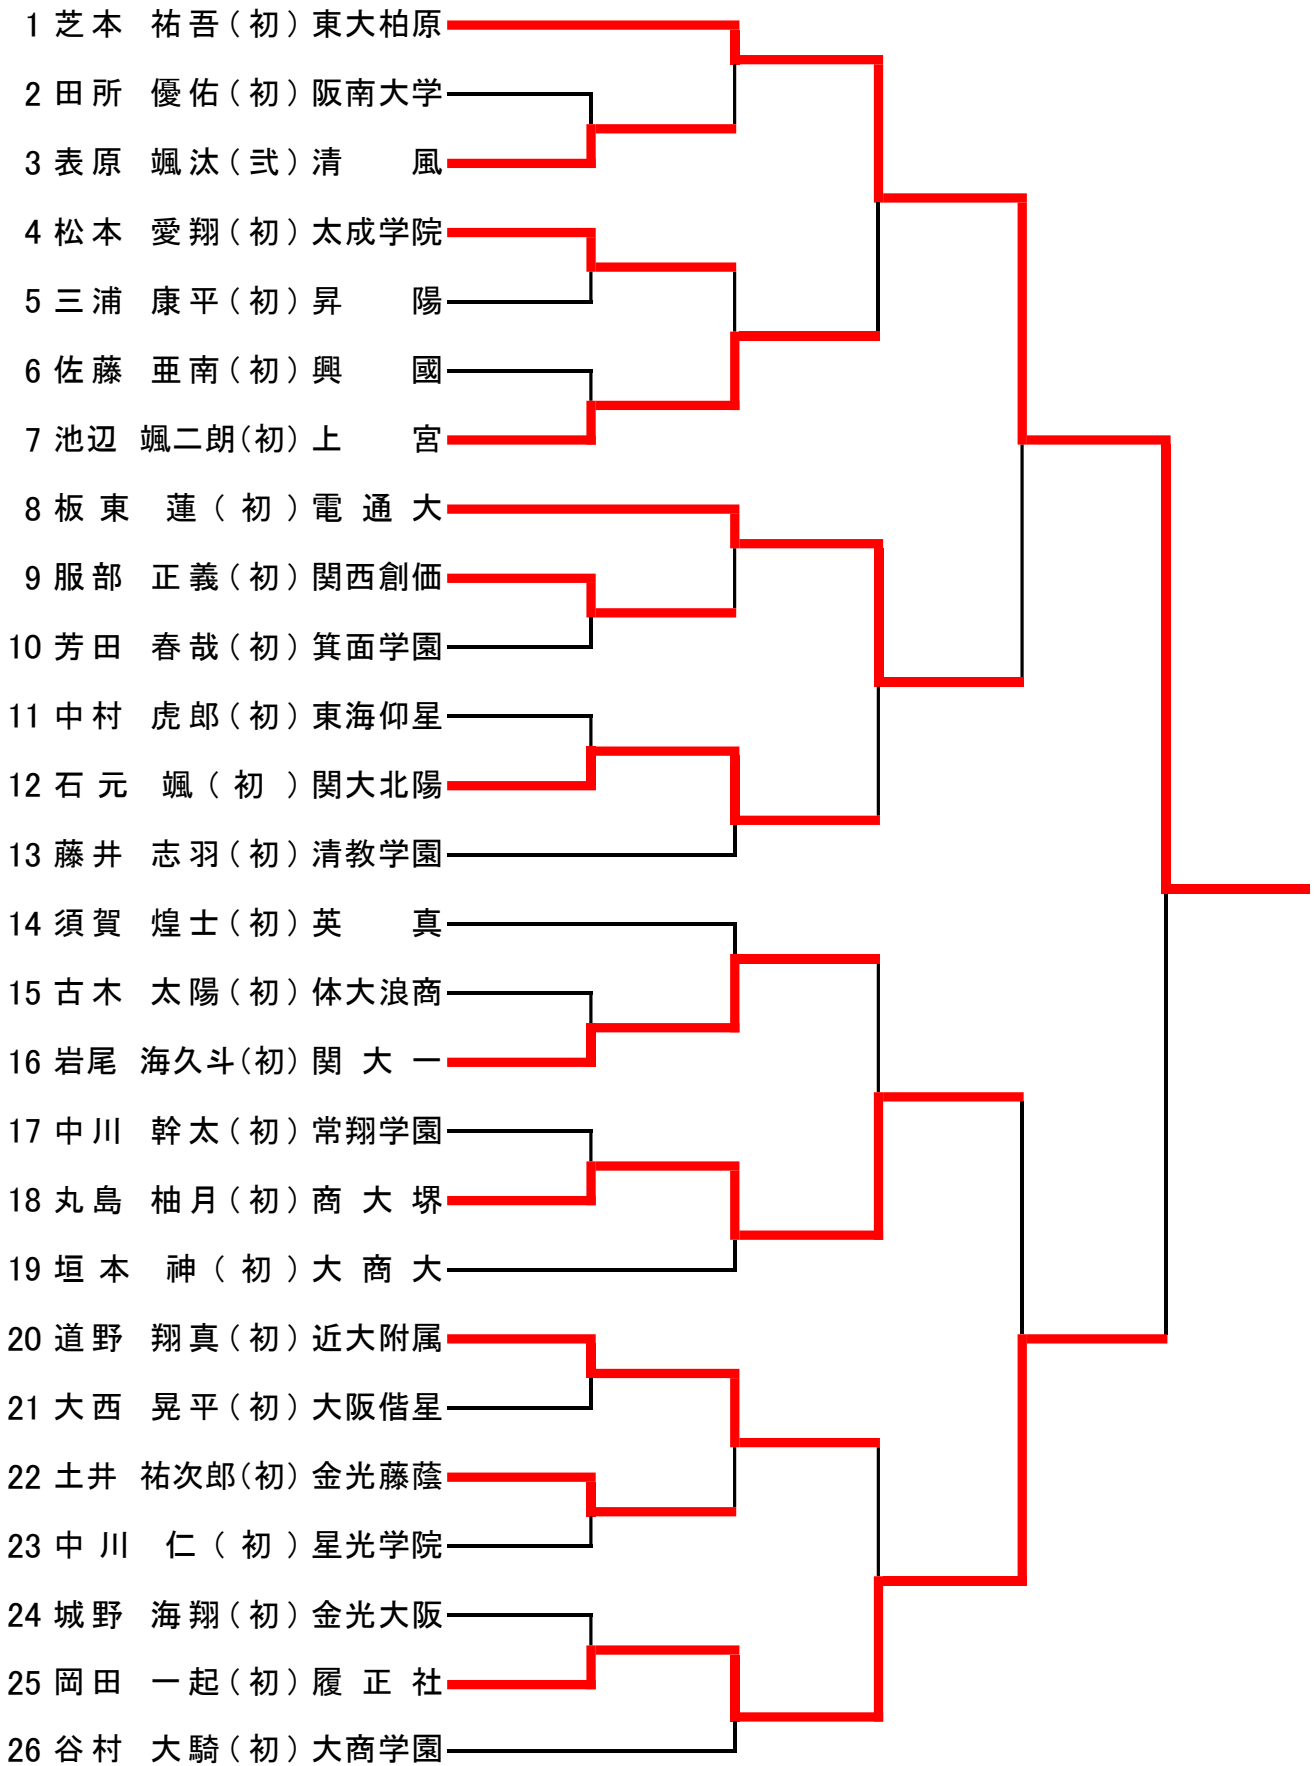 1 芝本 祐吾(初) 東大柏原
2 田所 優佑(初) 阪南大学
3 表原 颯汰(弐) 清風
4 松本 愛翔(初) 太成学院
5 三浦 康平(初) 昇陽
6 佐藤 亜南(初) 興國
7 池辺 颯二朗(初) 上宮
8 板東 蓮(初) 電通大
9 服部 正義(初) 関西創価
10 芳田 春哉(初) 箕面学園
11 中村 虎郎(初) 東海仰星
12 石元 颯(初) 関大北陽
13 藤井 志羽(初) 清教学園
14 須賀 煌士(初) 英真
15 古木 太陽(初) 体大浪商
16 岩尾 海久斗(初) 関大一
17 中川 幹太(初) 常翔学園
18 丸島 柚月(初) 商大堺
19 垣本 神(初) 大商大
20 道野 翔真(初) 近大附属
21 大西 晃平(初) 大阪偕星
22 土井 祐次郎(初) 金光藤蔭
23 中川 仁(初) 星光学院
24 城野 海翔(初) 金光大阪
25 岡田 一起(初) 履正社
26 谷村 大騎(初) 大商学園